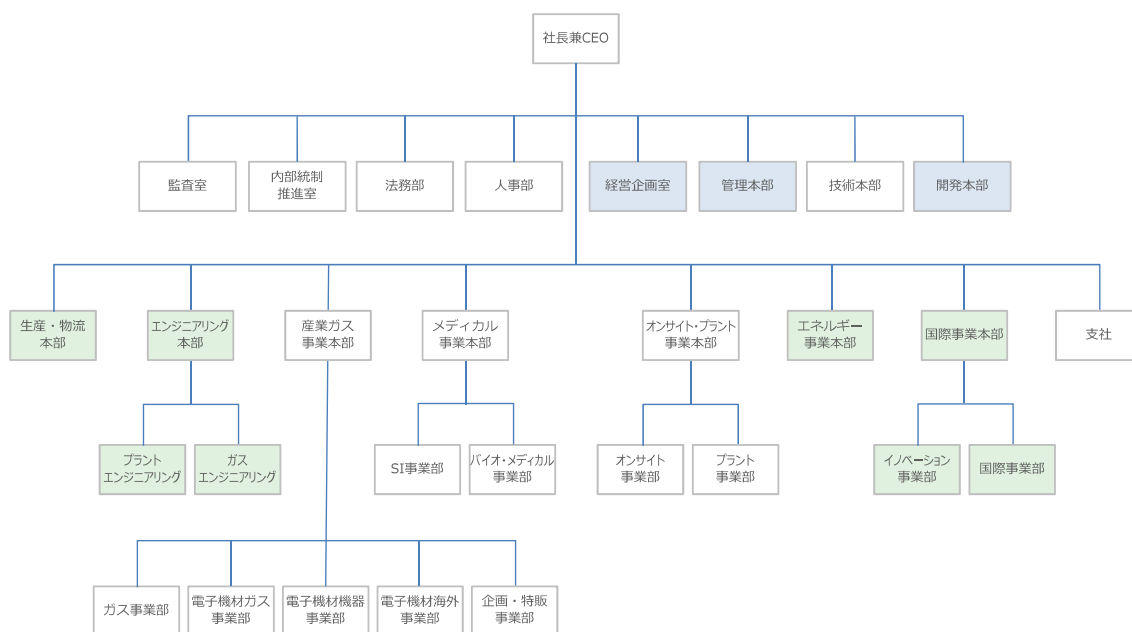 社長兼CEO
監査室
内部統制
推進室
法務部
人事部
経営企画室
管理本部
技術本部
開発本部
生産・物流
本部
エンジニアリング
本部
産業ガス
事業本部
メディカル
事業本部
オンサイト・プラント
事業本部
エネルギー
事業本部
国際事業本部
支社
プラント
エンジニアリング
ガス
エンジニアリング
SI事業部
バイオ・メディカル
事業部
オンサイト
事業部
プラント
事業部
イノベーション
事業部
国際事業部
ガス事業部
電子機材ガス
事業部
電子機材機器
事業部
電子機材海外
事業部
企画・特販
事業部